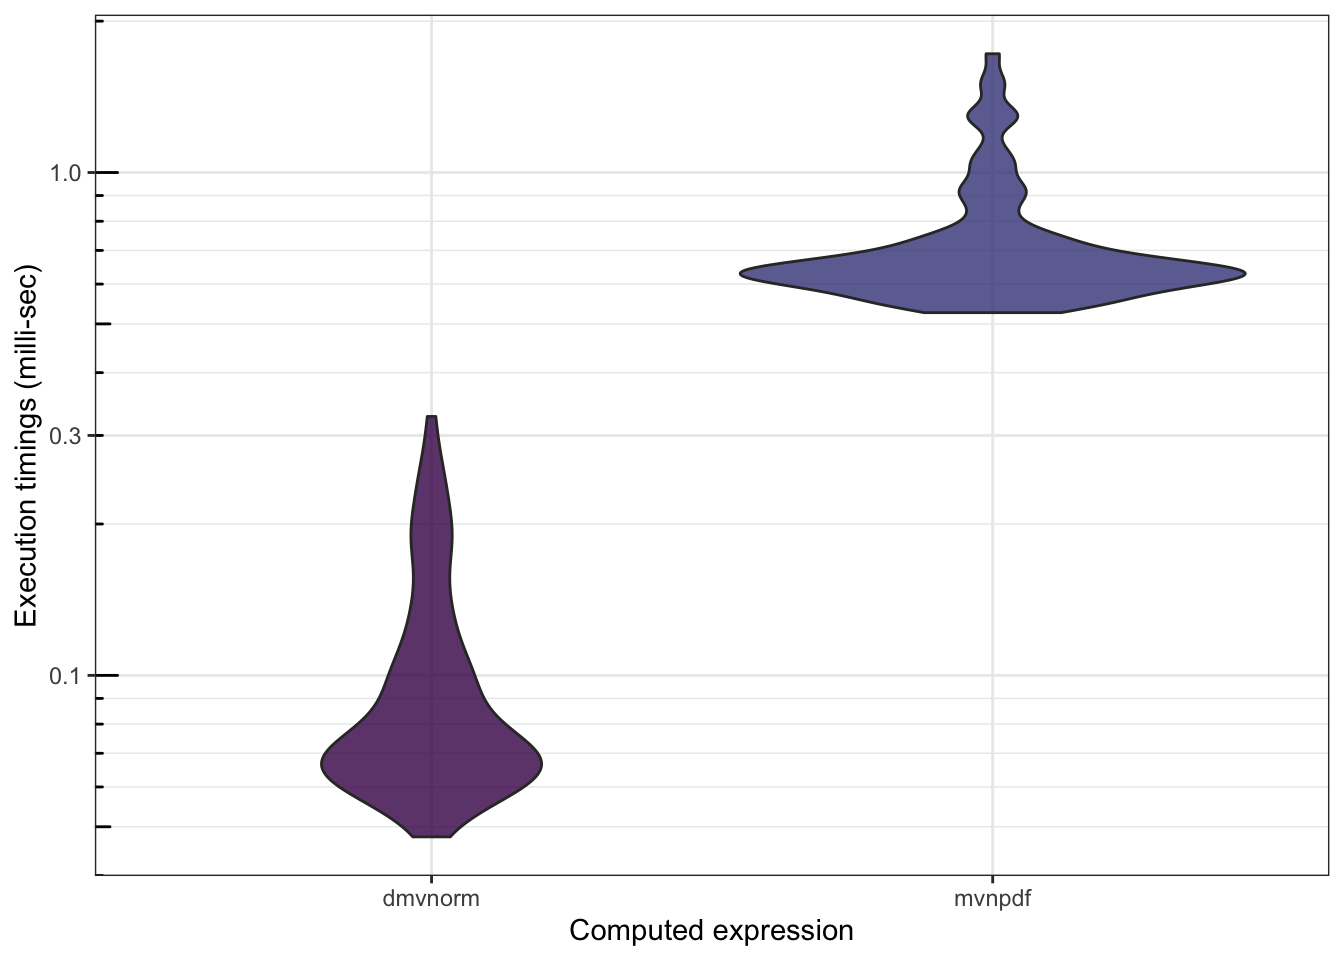 Execution timings (milli-sec)
1.0
0.3
0.1
dmvnorm
mvnpdf
Computed expression